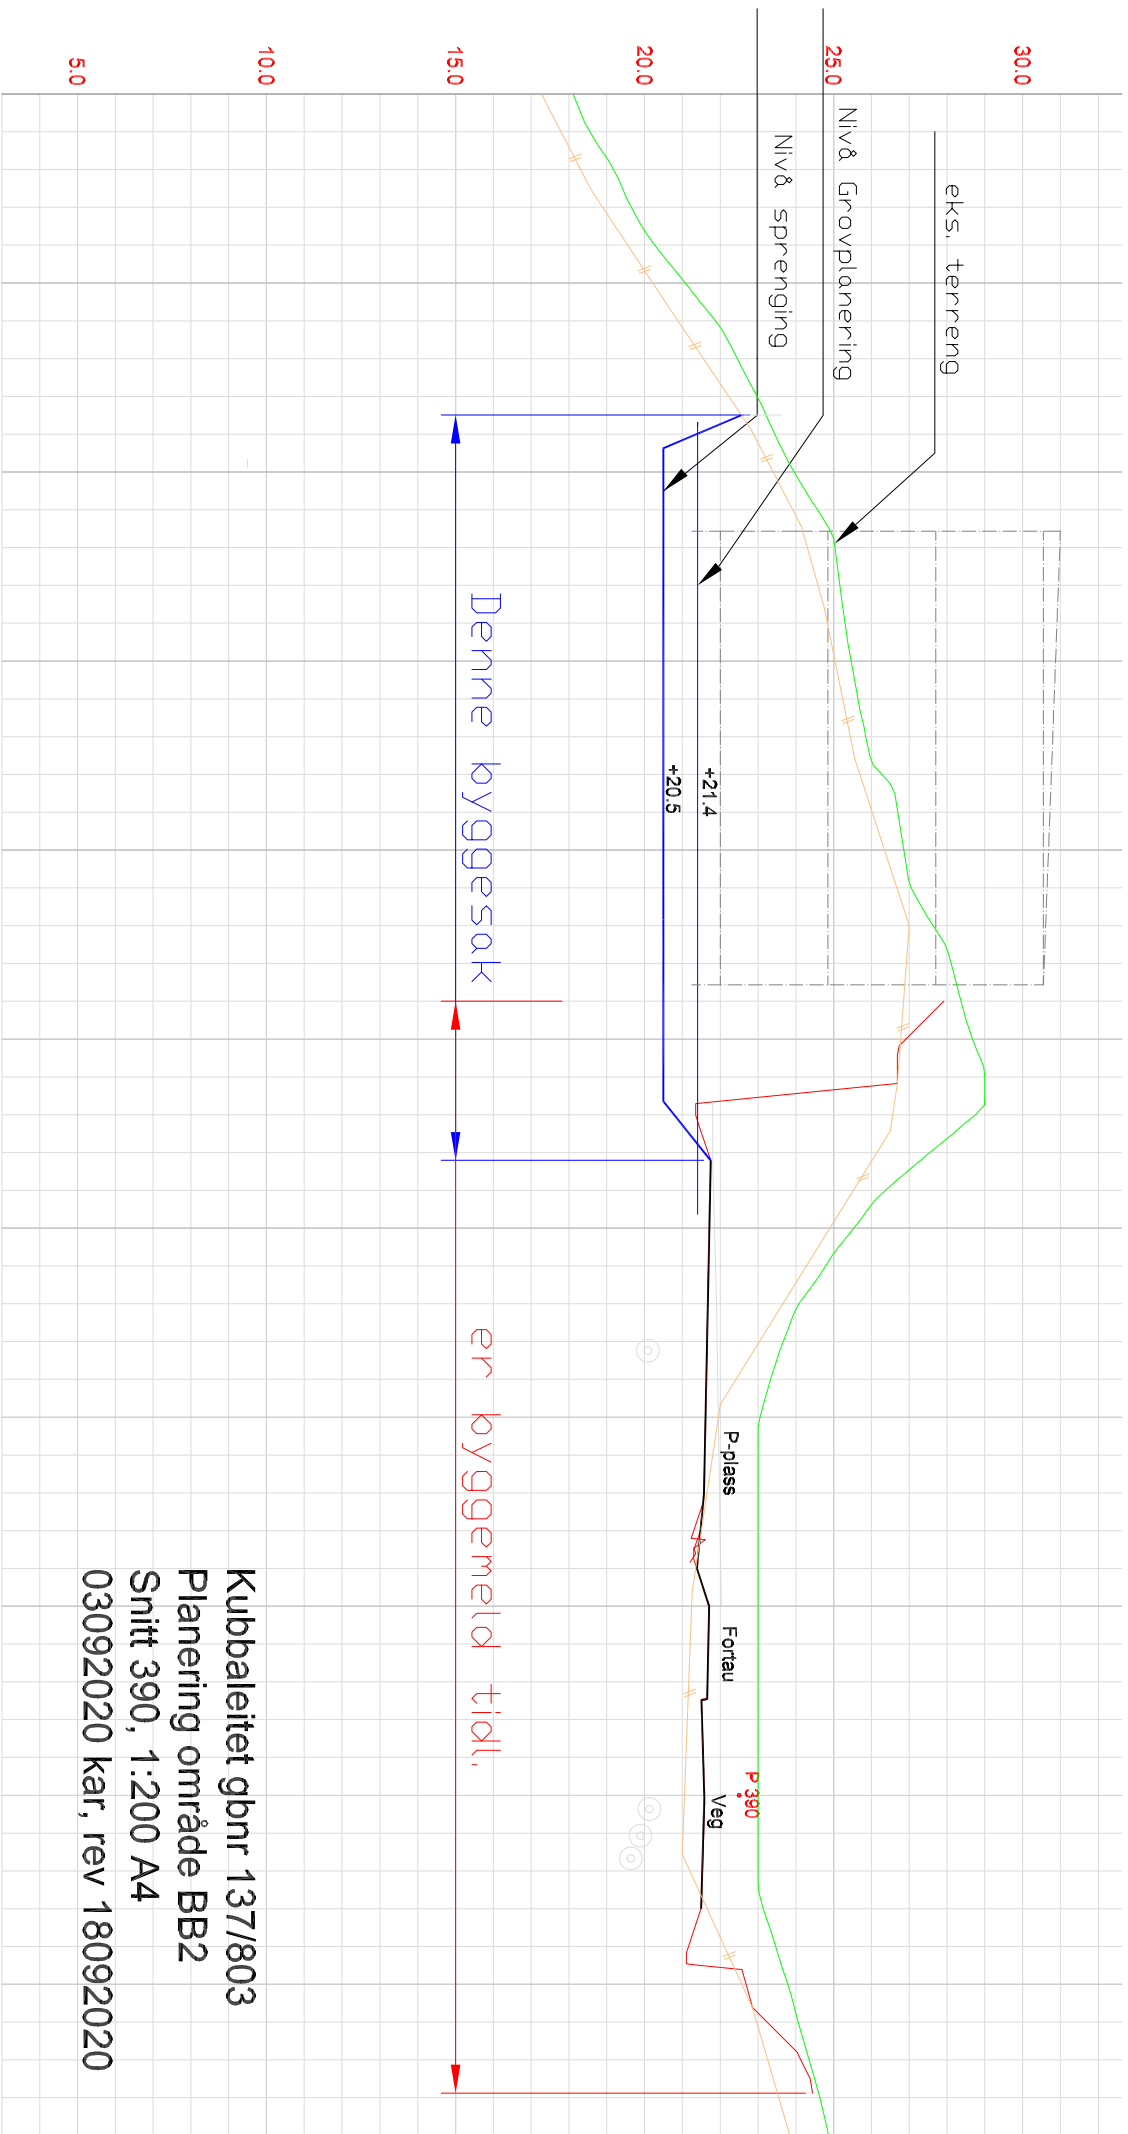 30.0
25.0
20.0
15.0
10.0
5.0
eks. terreng
Nivå Grovplanering
Nivå sprenging
+21.4
+20.5
Denne byggesak
er byggemeld tidl.
P-plass
Fortau
P 390
Veg
Kubbaleitet gbnr 137/803
Planering område BB2
Snitt 390, 1:200 A4
03092020 kar, rev 18092020